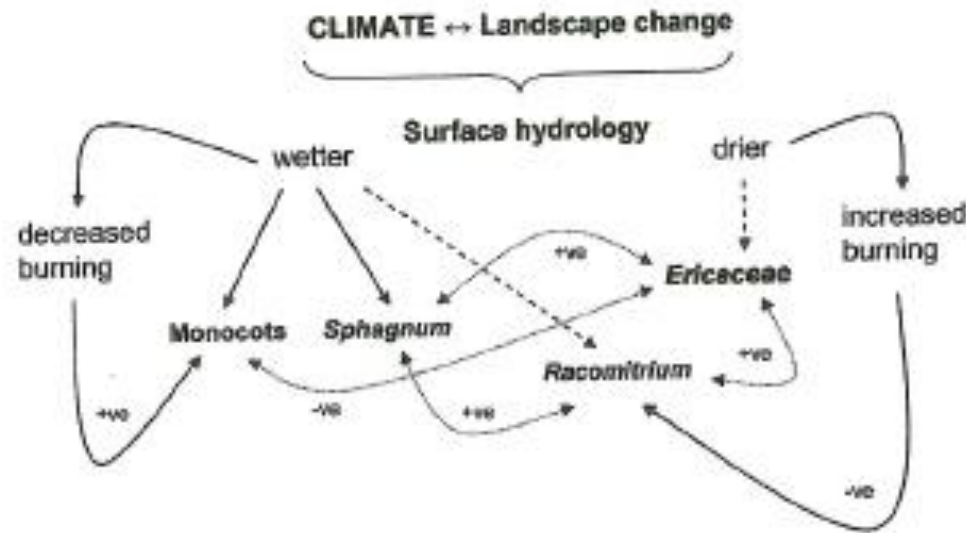 CLIMATE ↔ Landscape change
Surface hydrology
wetter
drier
decreased
burning
increased
burning
+ve
Ericaceae
Monocots
Sphagnum
Racomitrium
+ve
+ve
-ve
+ve
-ve